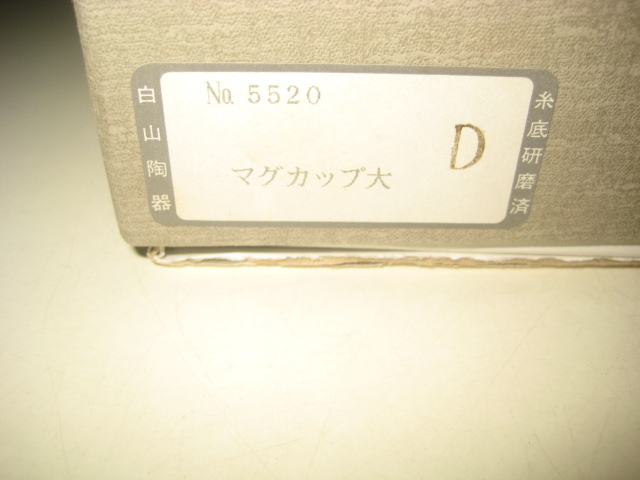 白山陶器
No. 5520
D
マグカップ大
糸底研磨済